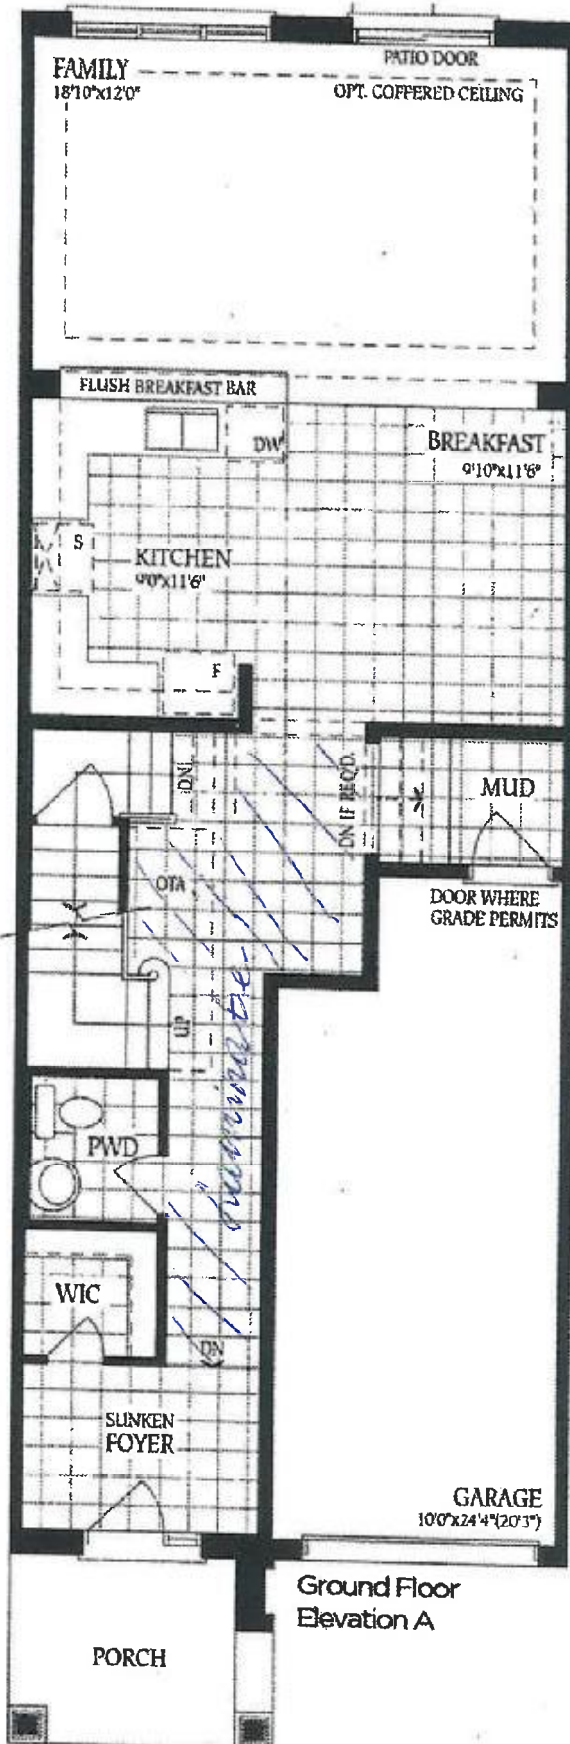 PATIO DOOR
FAMILY
18'10"x12'0"
OPT. COFFERED CEILING
FLUSH BREAKFAST BAR
DW
BREAKFAST
9'10"x11'6"
S
KITCHEN
9'0"x11'6"
F
DN
DN IF REQ'D.
MUD
OTA
DOOR WHERE
GRADE PERMITS
UP
PWD
WIC
DN
SUNKEN
FOYER
GARAGE
10'0"x24'4"(20'3")
Ground Floor
Elevation A
PORCH